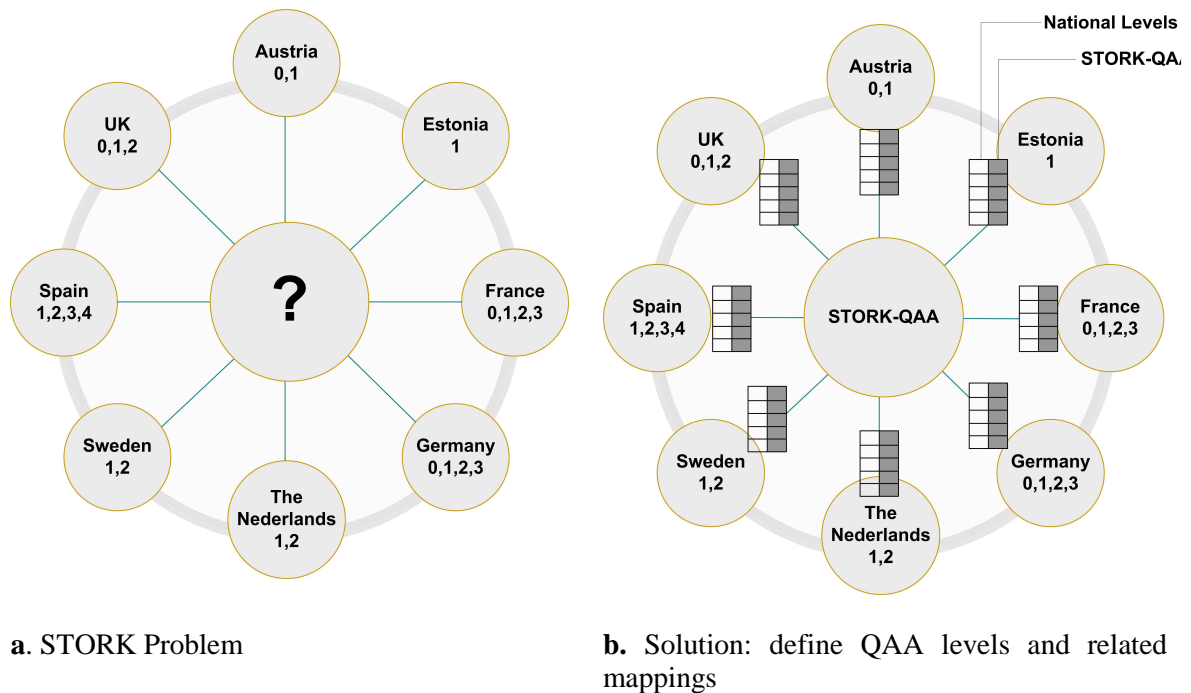 Austria
0,1
UK
0,1,2
Estonia
1
Spain
1,2,3,4
?
France
0,1,2,3
Sweden
1,2
Germany
0,1,2,3
The
Nederlands
1,2
a. STORK Problem
National Levels
STORK-QAA
Austria
0,1
UK
0,1,2
Estonia
1
Spain
1,2,3,4
STORK-QAA
France
0,1,2,3
Sweden
1,2
Germany
0,1,2,3
The
Nederlands
1,2
b. Solution: define QAA levels and related
mappings